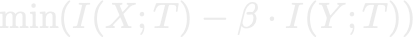 min(I(X;T) − β · I(Y;T))